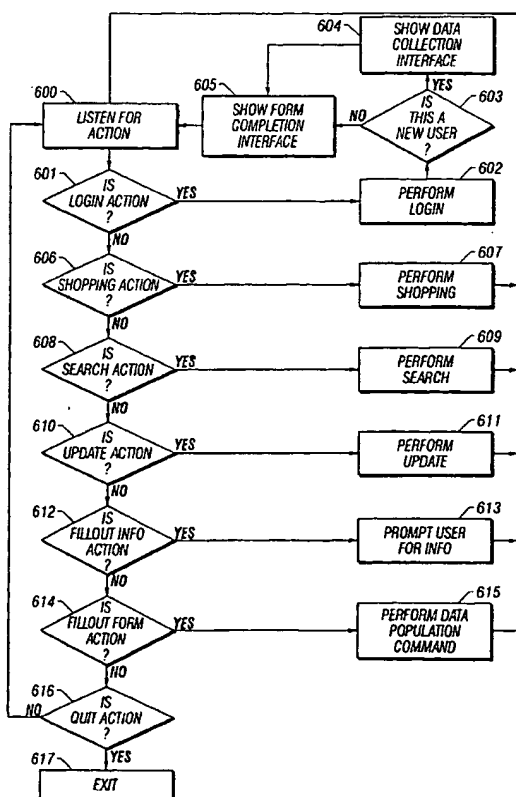 604
SHOW DATA
COLLECTION
INTERFACE
605
600
YES
603
LISTEN FOR
ACTION
SHOW FORM
COMPLETION
INTERFACE
NO
IS
THIS A
NEW USER
?
601
IS
LOGIN ACTION
?
YES
602
PERFORM
LOGIN
NO
606
IS
SHOPPING ACTION
?
YES
607
PERFORM
SHOPPING
NO
608
IS
SEARCH ACTION
?
YES
609
PERFORM
SEARCH
NO
610
IS
UPDATE ACTION
?
YES
611
PERFORM
UPDATE
NO
612
IS
FILLOUT INFO
ACTION
?
YES
613
PROMPT USER
FOR INFO
NO
614
IS
FILLOUT FORM
ACTION
?
YES
615
PERFORM DATA
POPULATION
COMMAND
NO
616
IS
QUIT ACTION
?
NO
YES
617
EXIT